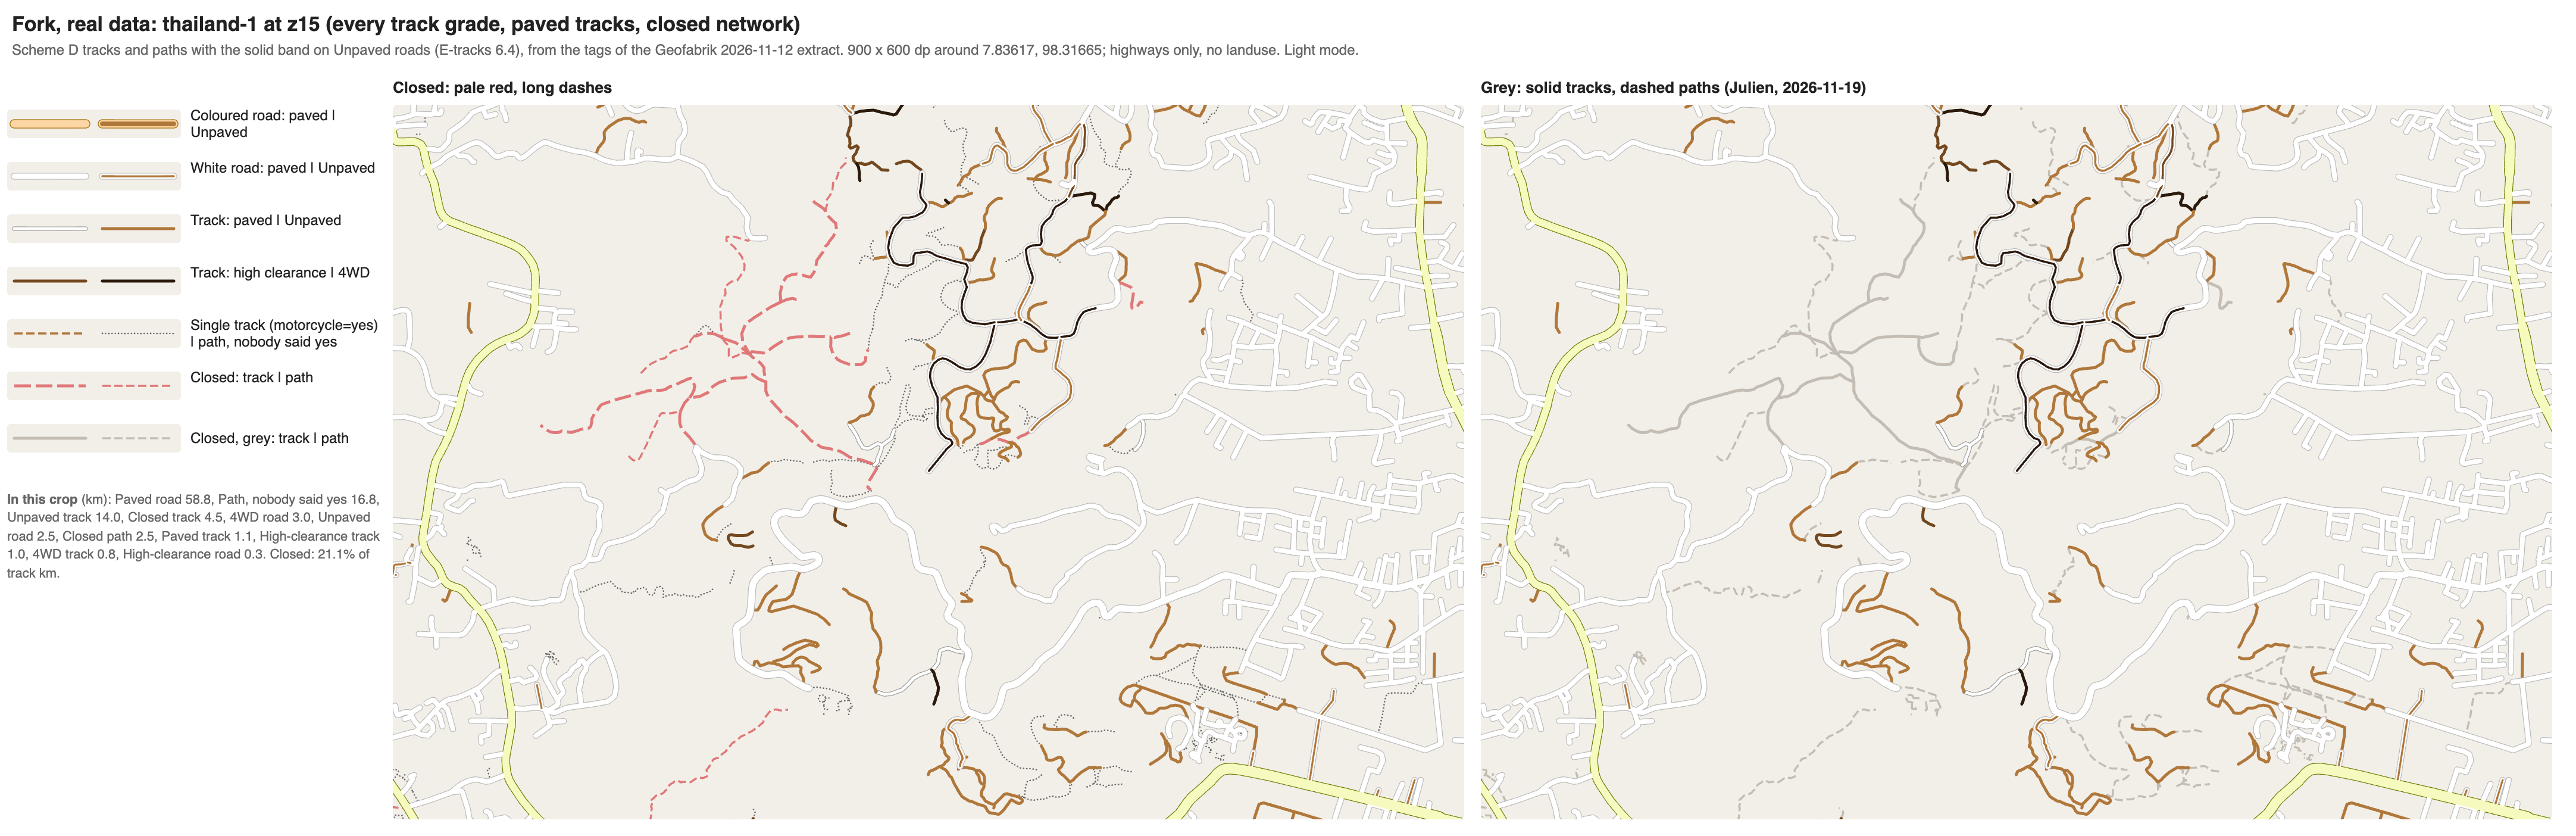 Fork, real data: thailand-1 at z15 (every track grade, paved tracks, closed network)
Scheme D tracks and paths with the solid band on Unpaved roads (E-tracks 6.4), from the tags of the Geofabrik 2026-11-12 extract. 900 x 600 dp around 7.83617, 98.31665; highways only, no landuse. Light mode.
Closed: pale red, long dashes
Grey: solid tracks, dashed paths (Julien, 2026-11-19)
Coloured road: paved |
Unpaved
White road: paved | Unpaved
Track: paved | Unpaved
Track: high clearance | 4WD
Single track (motorcycle=yes)
| path, nobody said yes
Closed: track | path
Closed, grey: track | path
In this crop (km): Paved road 58.8, Path, nobody said yes 16.8,
Unpaved track 14.0, Closed track 4.5, 4WD road 3.0, Unpaved
road 2.5, Closed path 2.5, Paved track 1.1, High-clearance track
1.0, 4WD track 0.8, High-clearance road 0.3. Closed: 21.1% of
track km.